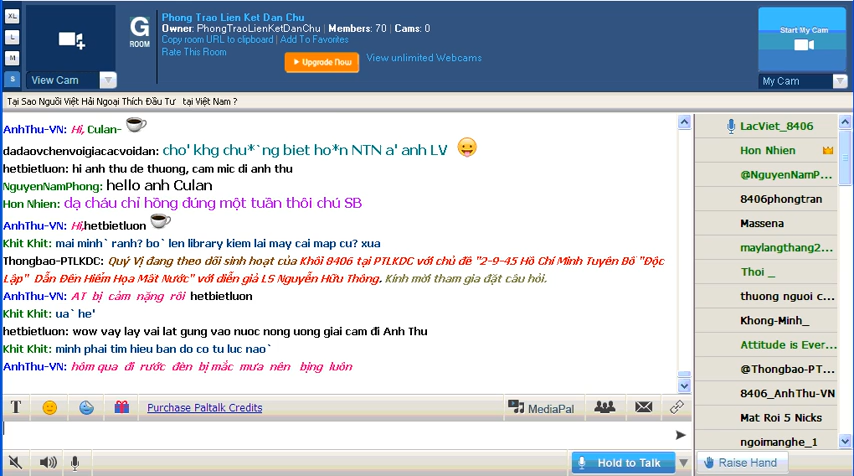 XL
L
M
S
View Cam
G
ROOM
Phong Trao Lien Ket Dan Chu
Owner: PhongTraoLienKetDanChu | Members: 70 | Cams: 0
Copy room URL to clipboard | Add To Favorites
Rate This Room
Upgrade Now
View unlimited Webcams
Start My Cam
My Cam
Tại Sao Người Việt Hải Ngoại Thích Đầu Tư tại Việt Nam ?
AnhThu-VN: Hi, Culan-
dadaovchenvoigiacacvoidan: cho' khg chu*`ng biet ho*n NTN a' anh LV
hetbietluon: hi anh thu de thuong, cam mic di anh thu
NguyenNamPhong: hello anh Culan
Hon Nhien: dạ cháu chỉ hồng đúng một tuần thôi chú SB
AnhThu-VN: Hi,hetbietluon
Khit Khit: mai minh` ranh? bo` len library kiem lai may cai map cu? xua
Thongbao-PTLKDC: Quý Vị đang theo dõi sinh hoạt của Khối 8406 tại PTLKDC với chủ đề "2-9-45 Hồ Chí Minh Tuyên Bố "Độc
Lập" Dẫn Đến Hiểm Họa Mất Nước" với diễn giả LS Nguyễn Hữu Thống. Kính mời tham gia đặt câu hỏi.
AnhThu-VN: AT bị cảm nặng rồi hetbietluon
Khit Khit: ua` he'
hetbietluon: wow vay lay vai lat gung vao nuoc nong uong giai cam đi Anh Thu
Khit Khit: minh phai tim hieu ban do co tu luc nao`
AnhThu-VN: hôm qua đi rước đèn bị mắc mưa nên bịng luôn
LacViet_8406
Hon Nhien
@NguyenNamP...
8406phongtran
Massena
maylangthang2...
Thoi _
thuong nguoi c...
Khong-Minh_
Attitude is Ever...
@Thongbao-PT...
8406_AnhThu-VN
Mat Roi 5 Nicks
ngoimanghe_1
T
Purchase Paltalk Credits
MediaPal
Hold to Talk
Raise Hand